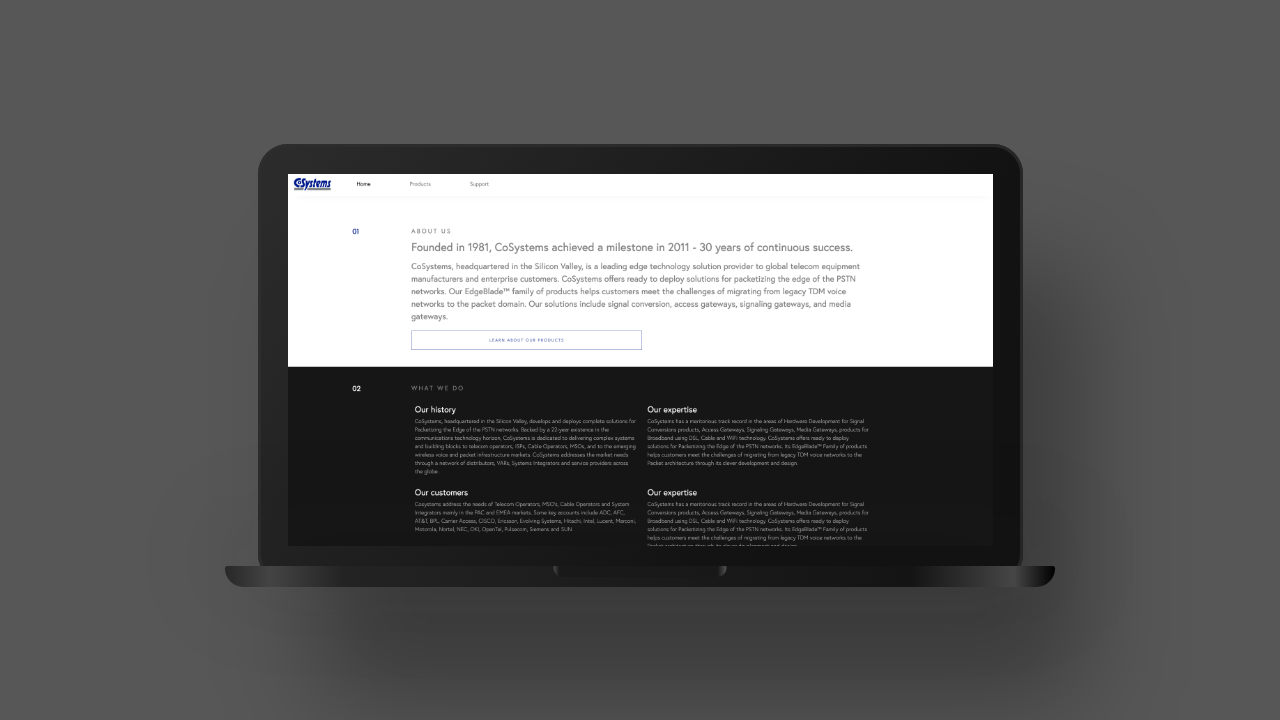 CoSystems
Home Products Support
01
ABOUT US
Founded in 1981, CoSystems achieved a milestone in 2011 - 30 years of continuous success.
CoSystems, headquartered in the Silicon Valley, is a leading edge technology solution provider to global telecom equipment
manufacturers and enterprise customers. CoSystems offers ready to deploy solutions for packetizing the edge of the PSTN
networks. Our EdgeBlade™ family of products helps customers meet the challenges of migrating from legacy TDM voice
networks to the packet domain. Our solutions include signal conversion, access gateways, signaling gateways, and media
gateways.
LEARN ABOUT OUR PRODUCTS
02
WHAT WE DO
Our history
CoSystems, headquartered in the Silicon Valley, develops and deploys complete solutions for
Packetizing the Edge of the PSTN networks. Backed by a 22-year existence in the
communications technology horizon, CoSystems is dedicated to delivering complex systems
and building blocks to telecom operators, ISPs, Cable Operators, MSOs, and to the emerging
wireless voice and packet infrastructure markets. CoSystems addresses the market needs
through a network of distributors, VARs, Systems Integrators and service providers across
the globe.
Our expertise
CoSystems has a meritorious track record in the areas of Hardware Development for Signal
Conversions products, Access Gateways, Signaling Gateways, Media Gateways, products for
Broadband using DSL, Cable and WiFi technology. CoSystems offers ready to deploy
solutions for Packetizing the Edge of the PSTN networks. Its EdgeBlade™ Family of products
helps customers meet the challenges of migrating from legacy TDM voice networks to the
Packet architecture through its clever development and design.
Our customers
Cosystems address the needs of Telecom Operators, MSO's, Cable Operators and System
Integrators mainly in the PAC and EMEA markets. Some key accounts include ADC, AFC,
AT&T, BPL, Carrier Access, CISCO, Ericsson, Evolving Systems, Hitachi, Intel, Lucent, Marconi,
Motorola, Nortel, NEC, OKI, OpenTel, Pulsecom, Siemens and SUN.
Our expertise
CoSystems has a meritorious track record in the areas of Hardware Development for Signal
Conversions products, Access Gateways, Signaling Gateways, Media Gateways, products for
Broadband using DSL, Cable and WiFi technology. CoSystems offers ready to deploy
solutions for Packetizing the Edge of the PSTN networks. Its EdgeBlade™ Family of products
helps customers meet the challenges of migrating from legacy TDM voice networks to the